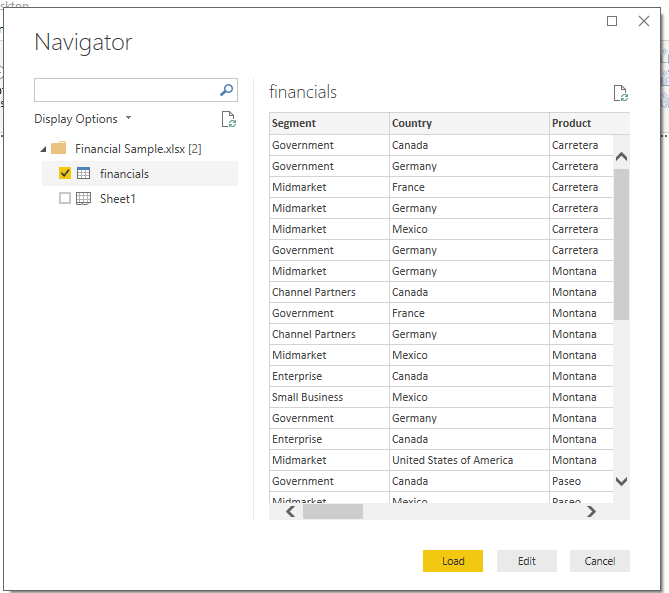 sktop
Navigator
Display Options
Financial Sample.xlsx [2]
financials
Sheet1
financials
Segment Country Product
Government Canada Carretera
Government Germany Carretera
Midmarket France Carretera
Midmarket Germany Carretera
Midmarket Mexico Carretera
Government Germany Carretera
Midmarket Germany Montana
Channel Partners Canada Montana
Government France Montana
Channel Partners Germany Montana
Midmarket Mexico Montana
Enterprise Canada Montana
Small Business Mexico Montana
Government Germany Montana
Enterprise Canada Montana
Midmarket United States of America Montana
Government Canada Paseo
Midmarket Mexico Paseo
Load Edit Cancel